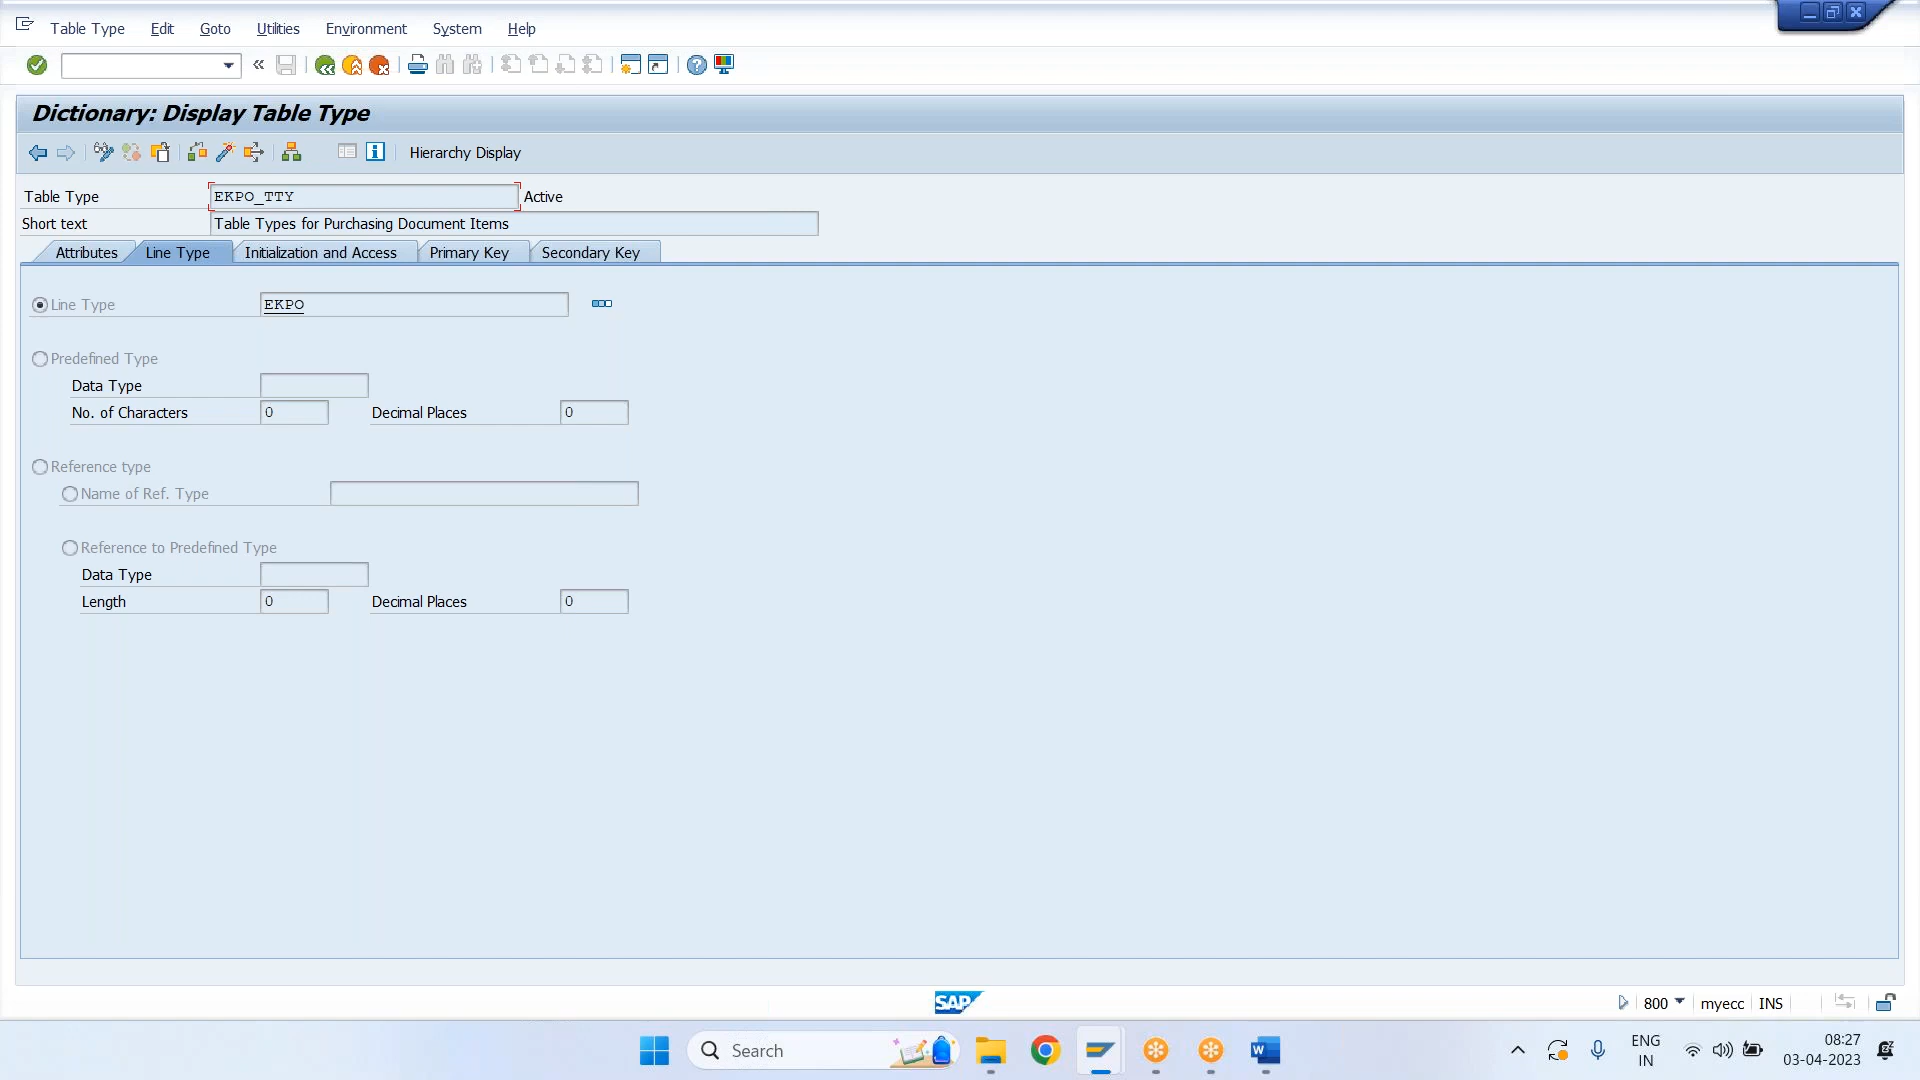 Table Type Edit Goto Utilities Environment System Help
Dictionary: Display Table Type
Hierarchy Display
Table Type EKPO_TTY Active
Short text Table Types for Purchasing Document Items
Attributes Line Type Initialization and Access Primary Key Secondary Key
Line Type EKPO
Predefined Type
Data Type
No. of Characters 0 Decimal Places 0
Reference type
Name of Ref. Type
Reference to Predefined Type
Data Type
Length 0 Decimal Places 0
SAP
800 myecc INS
Search
ENG
IN
08:27
03-04-2023